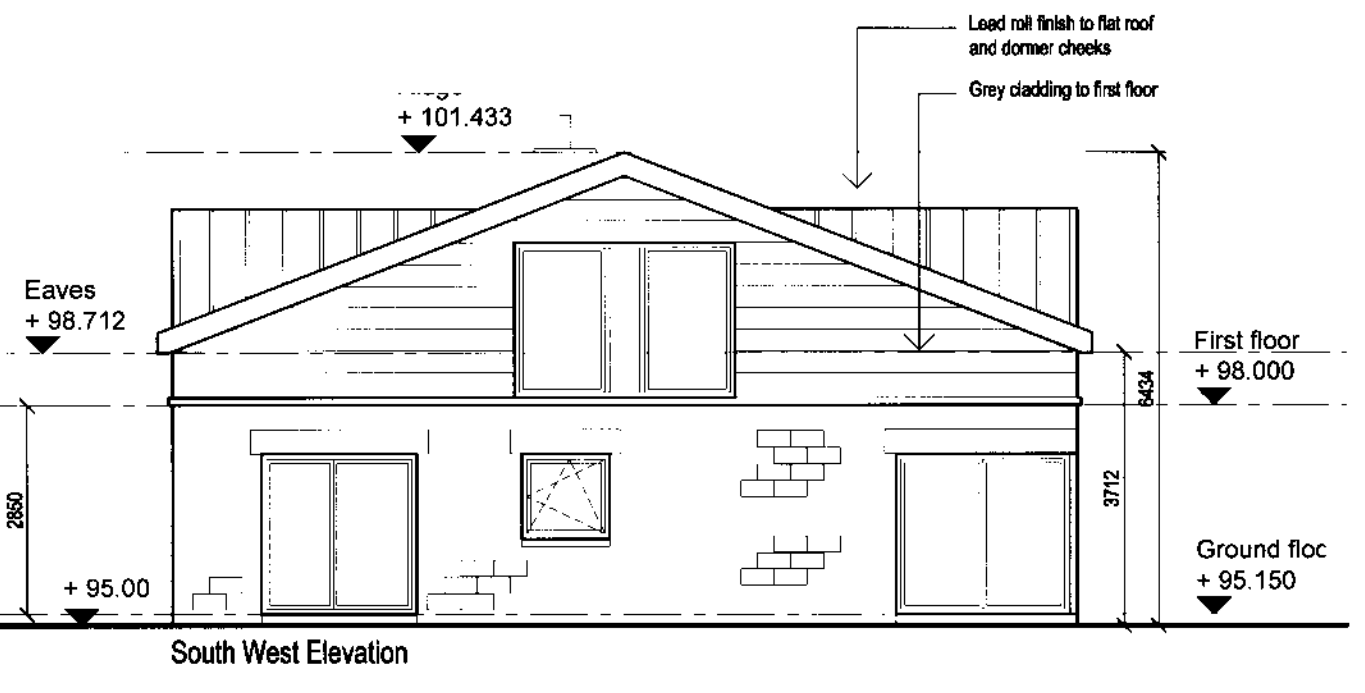 Lead roll finish to flat roof
and dormer cheeks
Grey cladding to first floor
+ 101.433
Eaves
+ 98.712
First floor
+ 98.000
6434
3712
2850
Ground floc
+ 95.150
+ 95.00
South West Elevation